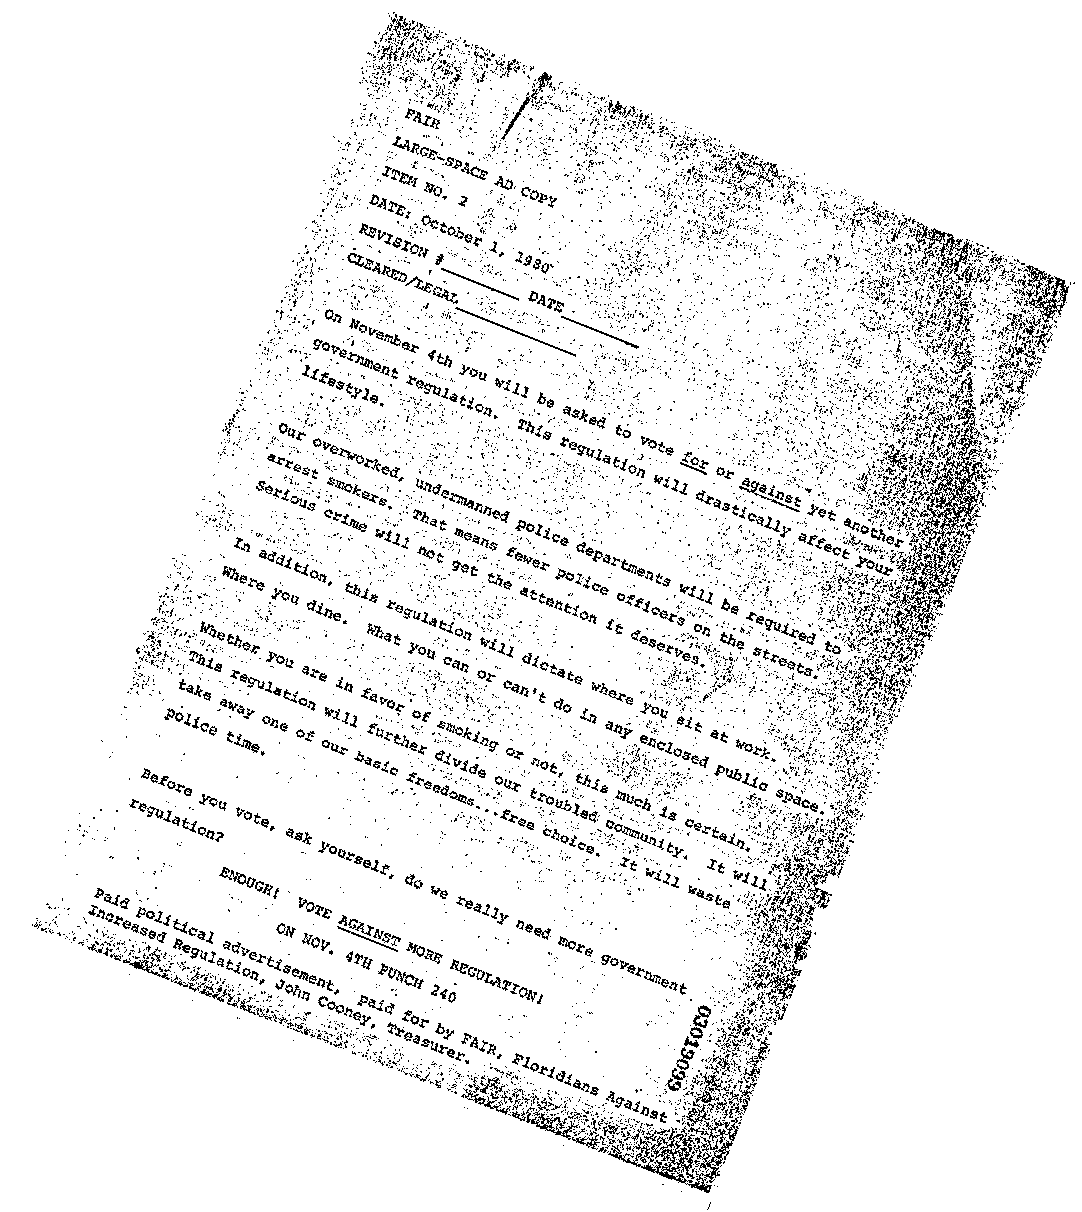 FAIR
LARGE-SPACE AD COPY
ITEM NO. 2
DATE: October 1, 1980
REVISION #________ DATE________
CLEARED/LEGAL____________
On November 4th you will be asked to vote for or against yet another
government regulation. This regulation will drastically affect your
lifestyle.
Our overworked, undermanned police departments will be required to
arrest smokers. That means fewer police officers on the streets.
Serious crime will not get the attention it deserves.
In addition, this regulation will dictate where you sit at work.
Where you dine. What you can or can't do in any enclosed public space.
Whether you are in favor of smoking or not, this much is certain.
This regulation will further divide our troubled community. It will
take away one of our basic freedoms...free choice. It will waste
police time.
Before you vote, ask yourself, do we really need more government
regulation?
ENOUGH! VOTE AGAINST MORE REGULATION!
ON NOV. 4TH PUNCH 240
Paid political advertisement, paid for by FAIR, Floridians Against
Increased Regulation, John Cooney, Treasurer.
03019099